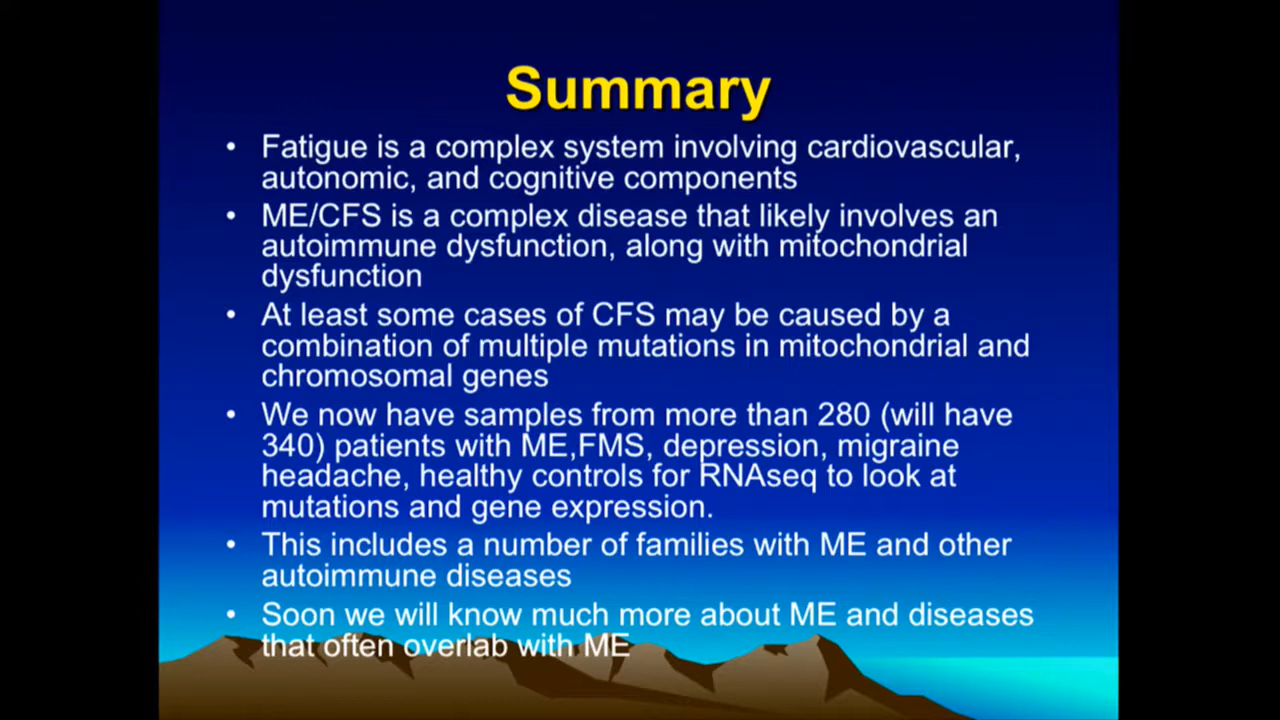 Summary
• Fatigue is a complex system involving cardiovascular,
autonomic, and cognitive components
• ME/CFS is a complex disease that likely involves an
autoimmune dysfunction, along with mitochondrial
dysfunction
• At least some cases of CFS may be caused by a
combination of multiple mutations in mitochondrial and
chromosomal genes
• We now have samples from more than 280 (will have
340) patients with ME,FMS, depression, migraine
headache, healthy controls for RNAseq to look at
mutations and gene expression.
• This includes a number of families with ME and other
autoimmune diseases
• Soon we will know much more about ME and diseases
that often overlab with ME